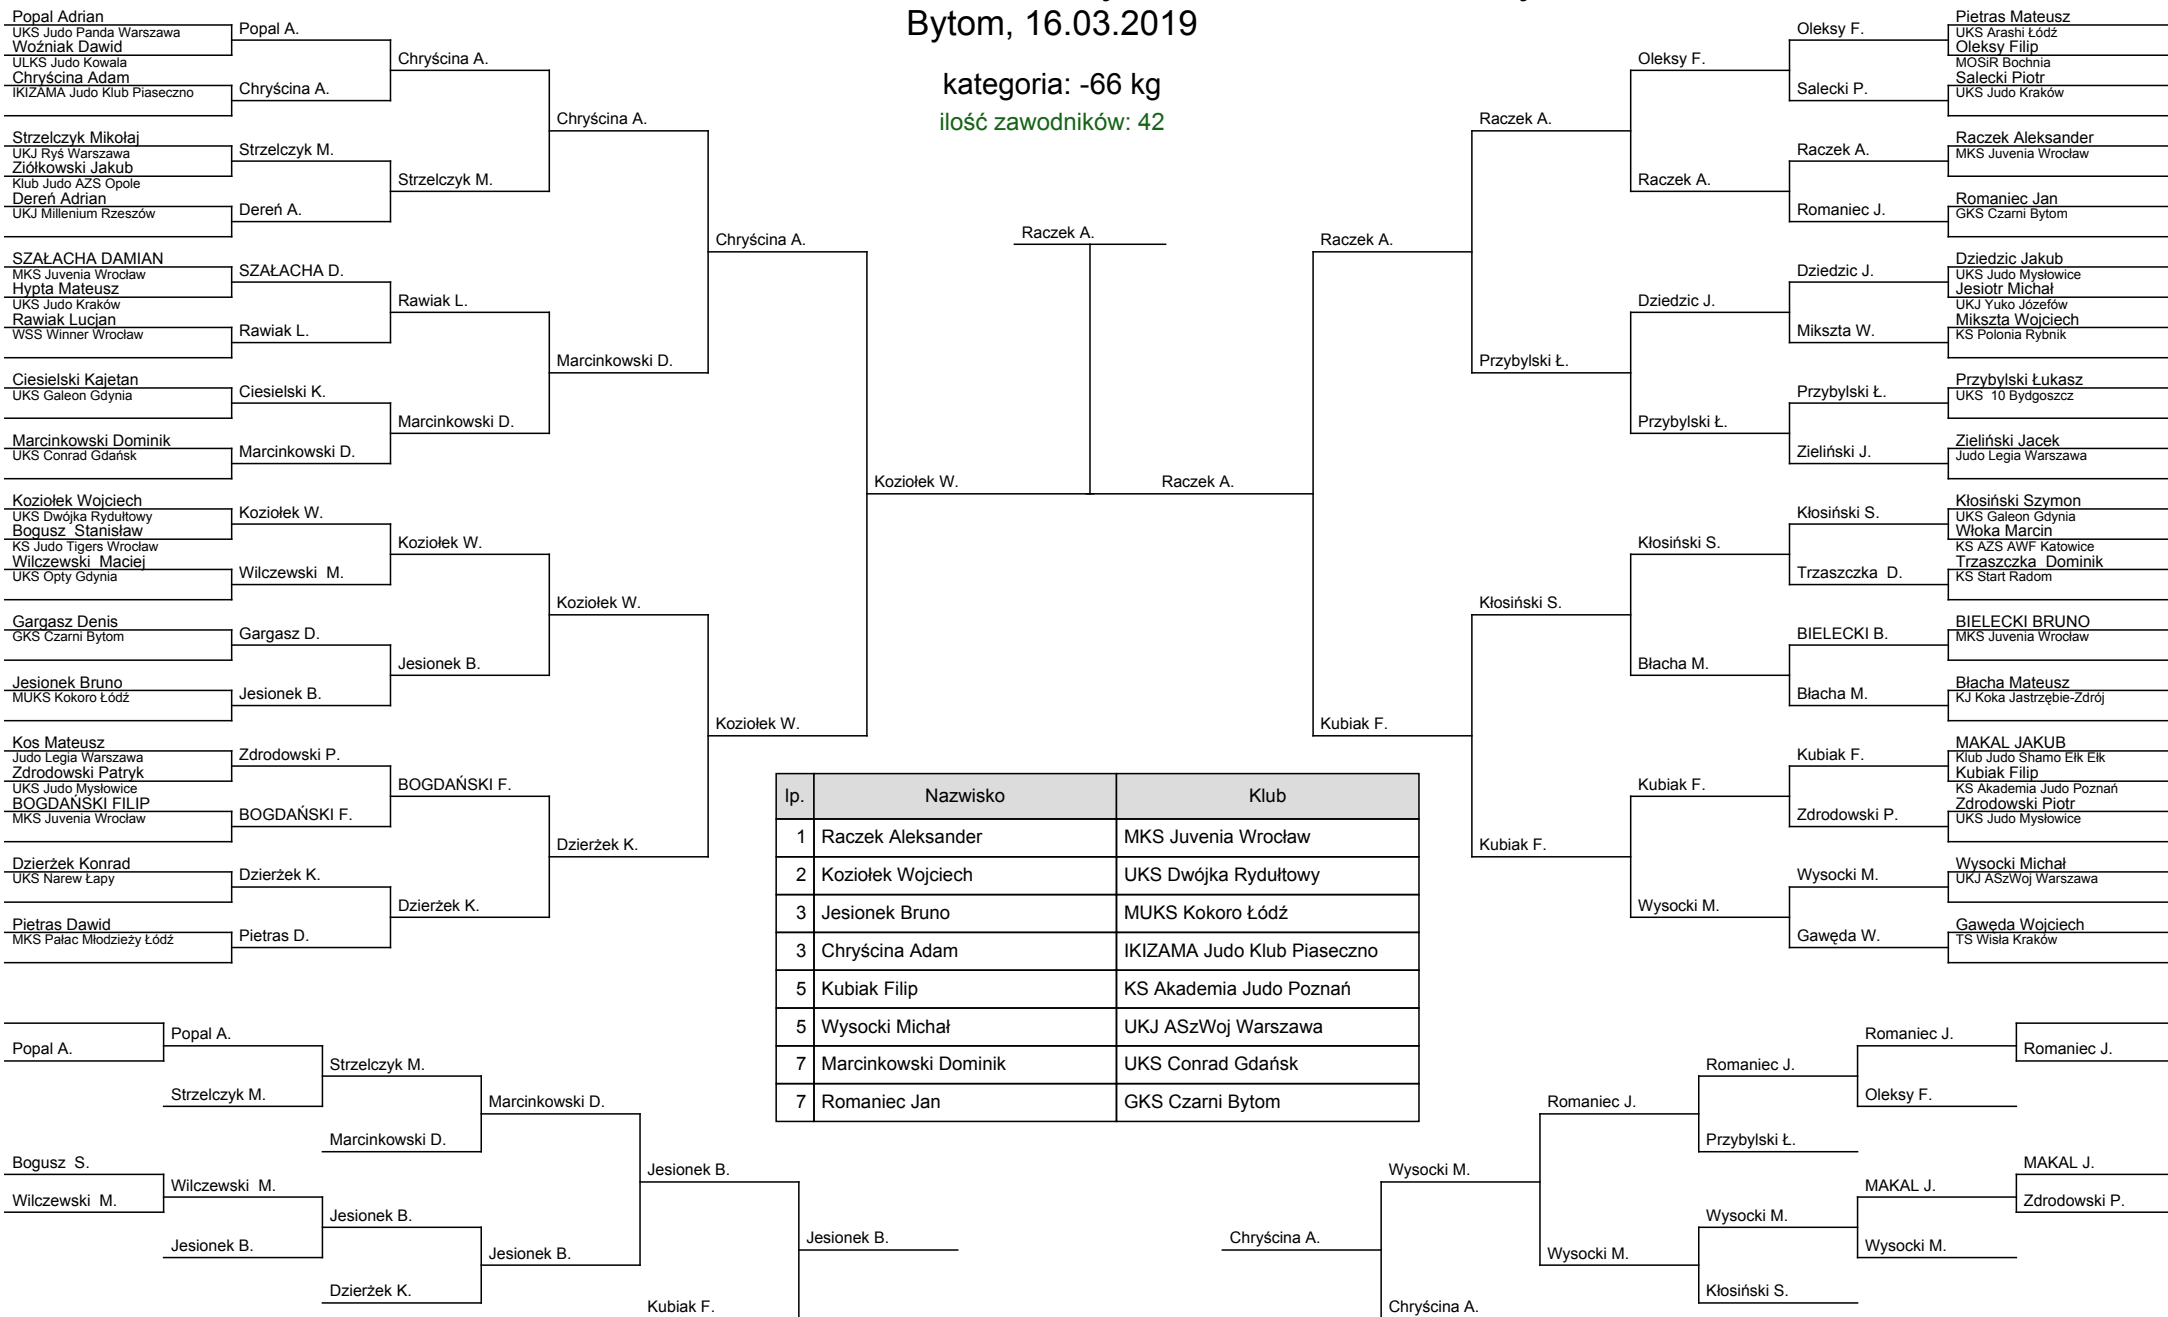 Bytom, 16.03.2019
kategoria: -66 kg
ilość zawodników: 42
Popal Adrian
UKS Judo Panda Warszawa
Woźniak Dawid
ULKS Judo Kowala
Chryścina Adam
IKIZAMA Judo Klub Piaseczno
Strzelczyk Mikołaj
UKJ Ryś Warszawa
Ziółkowski Jakub
Klub Judo AZS Opole
Dereń Adrian
UKJ Millenium Rzeszów
SZAŁACHA DAMIAN
MKS Juvenia Wrocław
Hypta Mateusz
UKS Judo Kraków
Rawiak Lucjan
WSS Winner Wrocław
Ciesielski Kajetan
UKS Galeon Gdynia
Marcinkowski Dominik
UKS Conrad Gdańsk
Koziołek Wojciech
UKS Dwójka Rydułtowy
Bogusz Stanisław
KS Judo Tigers Wrocław
Wilczewski Maciej
UKS Opty Gdynia
Gargasz Denis
GKS Czarni Bytom
Jesionek Bruno
MUKS Kokoro Łódź
Kos Mateusz
Judo Legia Warszawa
Zdrodowski Patryk
UKS Judo Mysłowice
BOGDAŃSKI FILIP
MKS Juvenia Wrocław
Dzierżek Konrad
UKS Narew Łapy
Pietras Dawid
MKS Pałac Młodzieży Łódź
Popal A.
Chryścina A.
Strzelczyk M.
Dereń A.
SZAŁACHA D.
Rawiak L.
Ciesielski K.
Marcinkowski D.
Koziołek W.
Wilczewski M.
Gargasz D.
Jesionek B.
Zdrodowski P.
BOGDAŃSKI F.
Dzierżek K.
Pietras D.
Chryścina A.
Strzelczyk M.
Rawiak L.
Marcinkowski D.
Koziołek W.
Jesionek B.
BOGDAŃSKI F.
Dzierżek K.
Chryścina A.
Marcinkowski D.
Koziołek W.
Dzierżek K.
Chryścina A.
Koziołek W.
Koziołek W.
Raczek A.
Raczek A.
Raczek A.
Kubiak F.
Raczek A.
Przybylski Ł.
Kłosiński S.
Kubiak F.
Oleksy F.
Raczek A.
Dziedzic J.
Przybylski Ł.
Kłosiński S.
Błacha M.
Kubiak F.
Wysocki M.
Oleksy F.
Salecki P.
Raczek A.
Romaniec J.
Dziedzic J.
Mikszta W.
Przybylski Ł.
Zieliński J.
Kłosiński S.
Trzaszczka D.
BIELECKI B.
Błacha M.
Kubiak F.
Zdrodowski P.
Wysocki M.
Gawęda W.
Pietras Mateusz
UKS Arashi Łódź
Oleksy Filip
MOSiR Bochnia
Salecki Piotr
UKS Judo Kraków
Raczek Aleksander
MKS Juvenia Wrocław
Romaniec Jan
GKS Czarni Bytom
Dziedzic Jakub
UKS Judo Mysłowice
Jesiotr Michał
UKJ Yuko Józefów
Mikszta Wojciech
KS Polonia Rybnik
Przybylski Łukasz
UKS 10 Bydgoszcz
Zieliński Jacek
Judo Legia Warszawa
Kłosiński Szymon
UKS Galeon Gdynia
Włoka Marcin
KS AZS AWF Katowice
Trzaszczka Dominik
KS Start Radom
BIELECKI BRUNO
MKS Juvenia Wrocław
Błacha Mateusz
KJ Koka Jastrzębie-Zdrój
MAKAL JAKUB
Klub Judo Shamo Ełk Ełk
Kubiak Filip
KS Akademia Judo Poznań
Zdrodowski Piotr
UKS Judo Mysłowice
Wysocki Michał
UKJ ASzWoj Warszawa
Gawęda Wojciech
TS Wisła Kraków
lp. Nazwisko Klub
1 Raczek Aleksander MKS Juvenia Wrocław
2 Koziołek Wojciech UKS Dwójka Rydułtowy
3 Jesionek Bruno MUKS Kokoro Łódź
3 Chryścina Adam IKIZAMA Judo Klub Piaseczno
5 Kubiak Filip KS Akademia Judo Poznań
5 Wysocki Michał UKJ ASzWoj Warszawa
7 Marcinkowski Dominik UKS Conrad Gdańsk
7 Romaniec Jan GKS Czarni Bytom
Popal A.
Bogusz S.
Wilczewski M.
Popal A.
Strzelczyk M.
Wilczewski M.
Jesionek B.
Strzelczyk M.
Marcinkowski D.
Jesionek B.
Dzierżek K.
Marcinkowski D.
Jesionek B.
Jesionek B.
Kubiak F.
Jesionek B.
Chryścina A.
Wysocki M.
Chryścina A.
Romaniec J.
Wysocki M.
Romaniec J.
Przybylski Ł.
Wysocki M.
Kłosiński S.
Romaniec J.
Oleksy F.
MAKAL J.
Wysocki M.
Romaniec J.
MAKAL J.
Zdrodowski P.